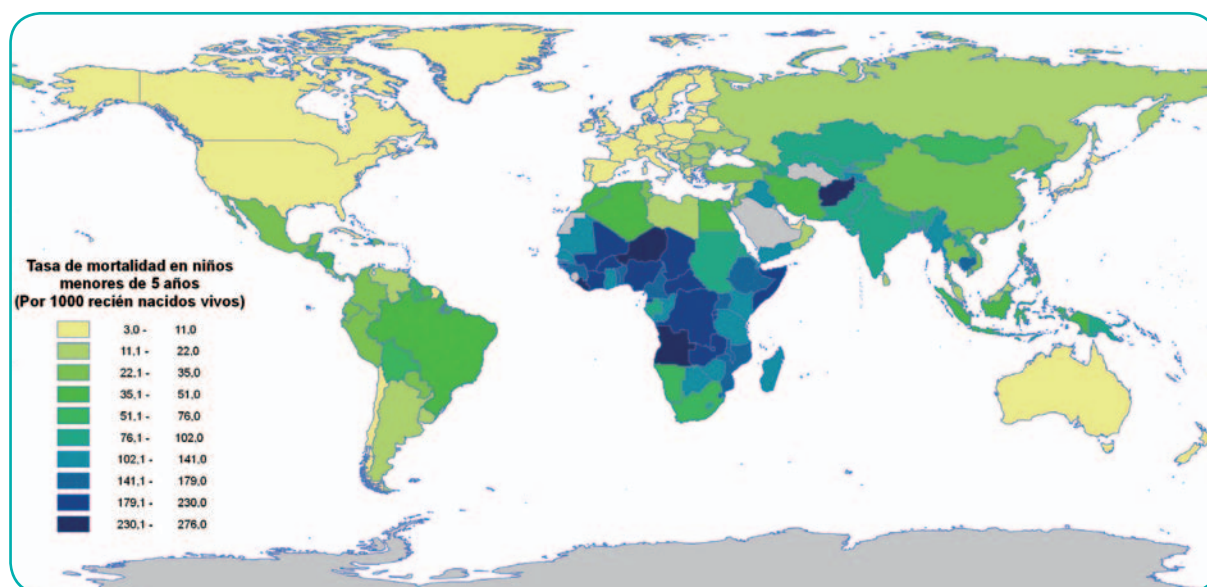 Tasa de mortalidad en niños
menores de 5 años
(Por 1000 recién nacidos vivos)
3,0 - 11,0
11,1 - 22,0
22,1 - 35,0
35,1 - 51,0
51,1 - 76,0
76,1 - 102,0
102,1 - 141,0
141,1 - 179,0
179,1 - 230,0
230,1 - 276,0